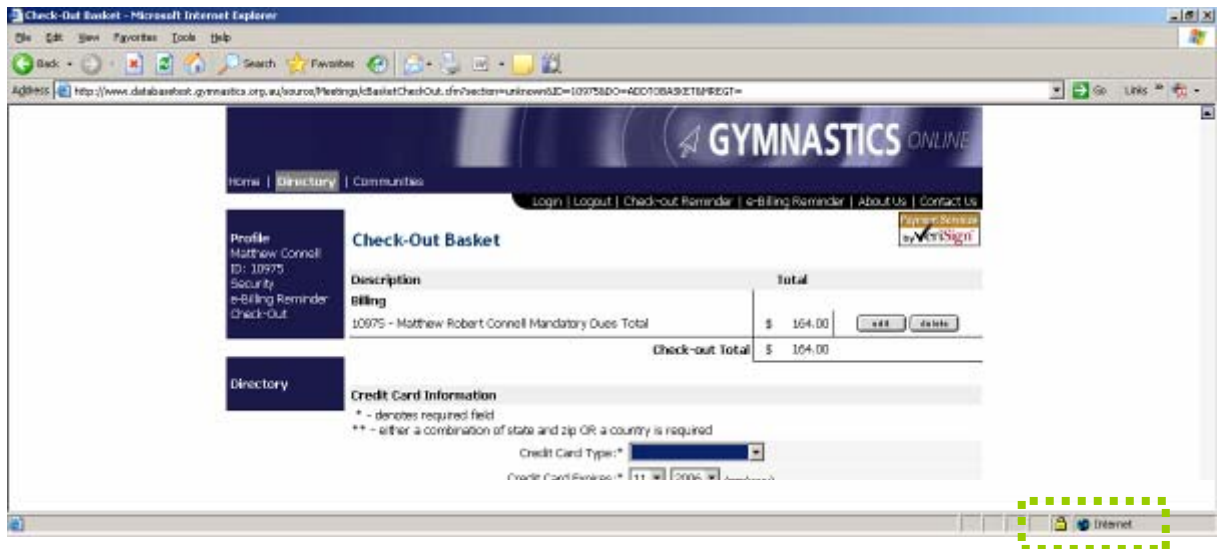 Check-Out Basket - Microsoft Internet Explorer
File Edit View Favorites Tools Help
Back Search Favorites
Address http://www.databasetest.gymnastics.org.au/source/Meetings/cBasketCheckOut.cfm?section=unknown&ID=10975&DO=ADDTOBASKET&MREGT= Go Links »
GYMNASTICS ONLINE
Home | Directory | Communities
Login | Logout | Check-out Reminder | e-Billing Reminder | About Us | Contact Us
Payment Services
by VeriSign
Profile
Matthew Connell
ID: 10975
Security
e-Billing Reminder
Check-Out
Directory
Check-Out Basket
Description Total
Billing
10975 - Matthew Robert Connell Mandatory Dues Total $ 164.00 edit delete
Check-out Total $ 164.00
Credit Card Information
* - denotes required field
** - either a combination of state and zip OR a country is required
Credit Card Type:*
Credit Card Expires:* 11 2006
Internet